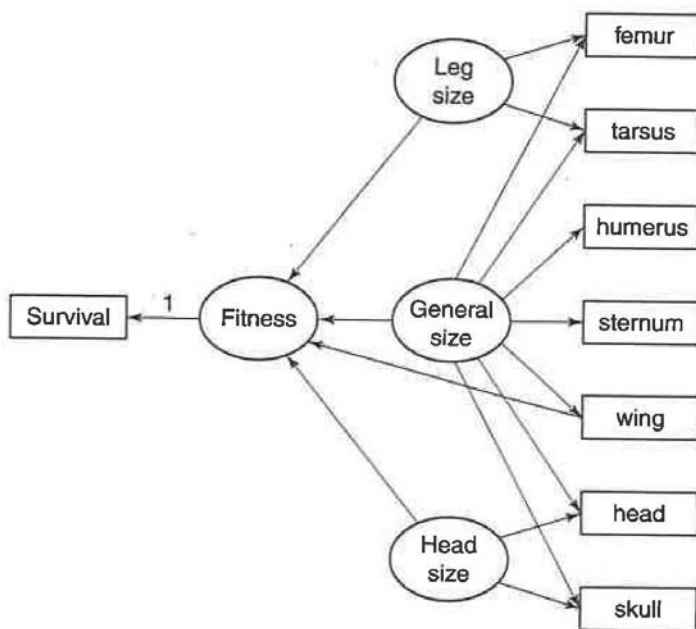 Leg
size
femur
tarsus
humerus
Survival
1
Fitness
General
size
sternum
wing
head
Head
size
skull